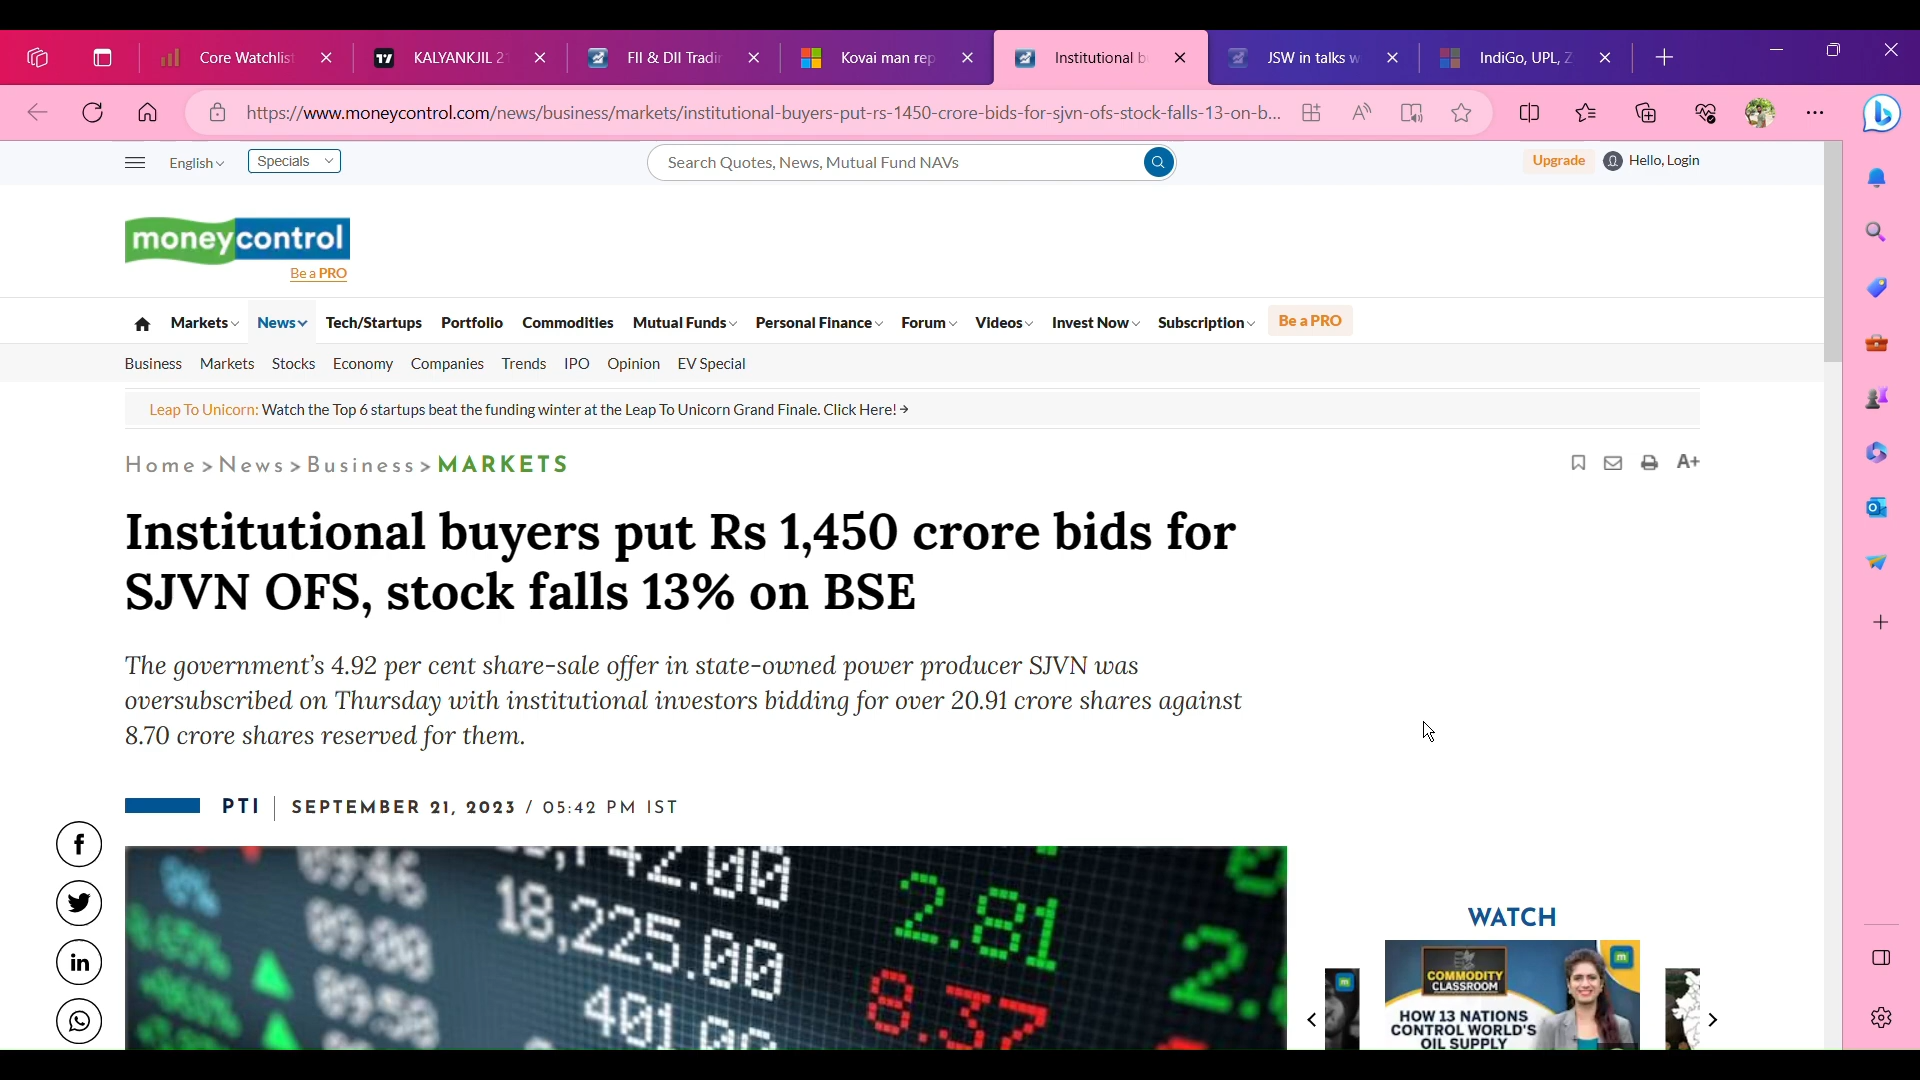 Core Watchlist
KALYANKJIL
FII & DII Tradin
Kovai man rep
Institutional b
JSW in talks w
IndiGo, UPL, Z
https://www.moneycontrol.com/news/business/markets/institutional-buyers-put-rs-1450-crore-bids-for-sjvn-ofs-stock-falls-13-on-b...
English
Specials
Search Quotes, News, Mutual Fund NAVs
Upgrade
Hello, Login
moneycontrol
Be a PRO
Markets News Tech/Startups Portfolio Commodities Mutual Funds Personal Finance Forum Videos Invest Now Subscription Be a PRO
Business Markets Stocks Economy Companies Trends IPO Opinion EV Special
Leap To Unicorn: Watch the Top 6 startups beat the funding winter at the Leap To Unicorn Grand Finale. Click Here!
Home > News > Business > MARKETS
A+
Institutional buyers put Rs 1,450 crore bids for
SJVN OFS, stock falls 13% on BSE
The government's 4.92 per cent share-sale offer in state-owned power producer SJVN was
oversubscribed on Thursday with institutional investors bidding for over 20.91 crore shares against
8.70 crore shares reserved for them.
PTI | SEPTEMBER 21, 2023 / 05:42 PM IST
09:46
18,225.00
2.81
09:00
8.37
09:50
WATCH
COMMODITY
CLASSROOM
HOW 13 NATIONS
CONTROL WORLD'S
OIL SUPPLY